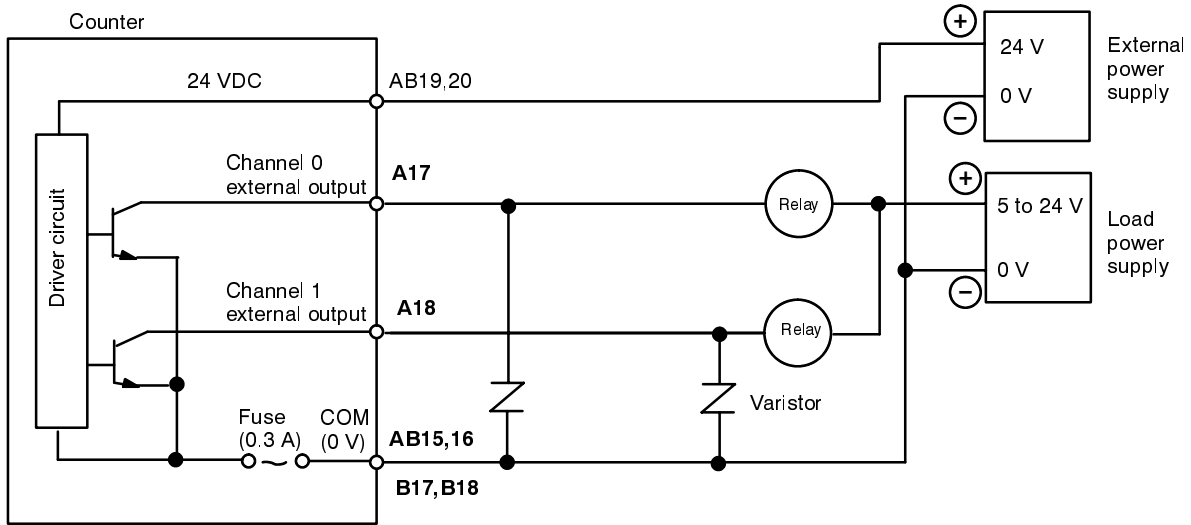 Counter
+
24 V
External
power
supply
24 VDC
AB19,20
0 V
−
Channel 0
external output
A17
+
Relay
5 to 24 V
Load
power
supply
Driver circuit
0 V
−
Channel 1
external output
A18
Relay
Varistor
Fuse
(0.3 A)
COM
(0 V)
AB15,16
B17,B18